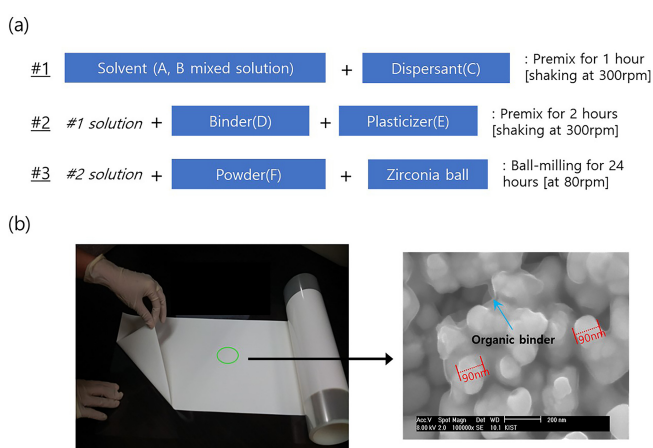 (a)
#1 Solvent (A, B mixed solution) + Dispersant(C) : Premix for 1 hour
[shaking at 300rpm]
#2 #1 solution + Binder(D) + Plasticizer(E) : Premix for 2 hours
[shaking at 300rpm]
#3 #2 solution + Powder(F) + Zirconia ball : Ball-milling for 24
hours [at 80rpm]
(b)
Organic binder
90nm
90nm
Acc.V Spot Magn Det WD 200 nm
8.00 kV 2.0 100000x SE 10.1 KIST